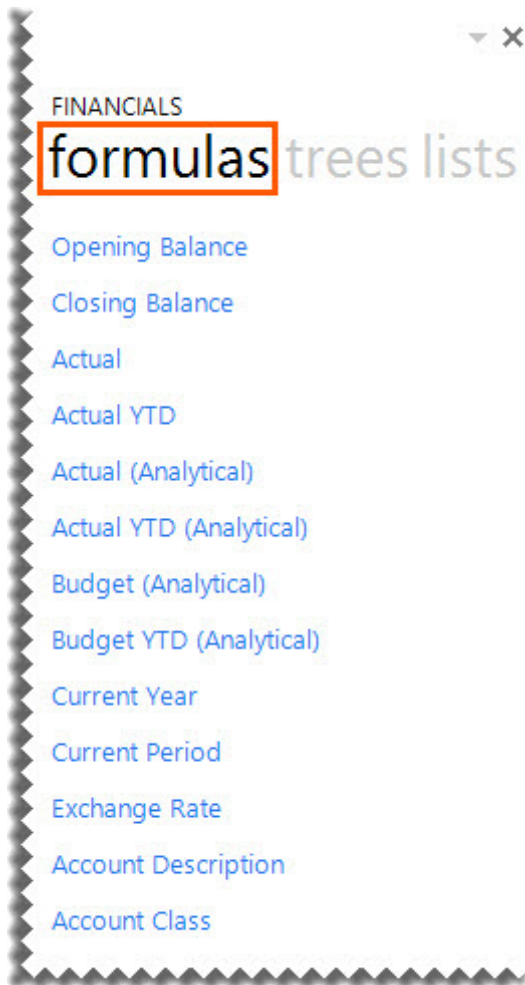 FINANCIALS
formulas trees lists
Opening Balance
Closing Balance
Actual
Actual YTD
Actual (Analytical)
Actual YTD (Analytical)
Budget (Analytical)
Budget YTD (Analytical)
Current Year
Current Period
Exchange Rate
Account Description
Account Class